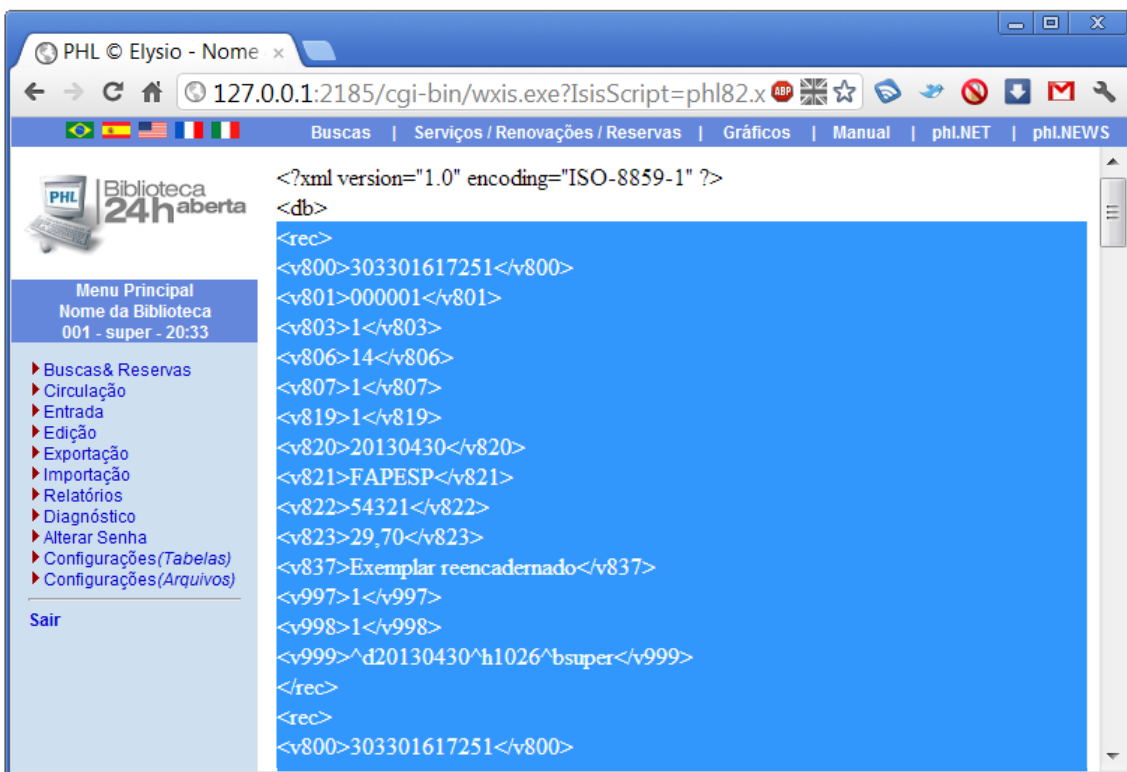 PHL © Elysio - Nome
127.0.0.1:2185/cgi-bin/wxis.exe?IsisScript=phl82.x
ABP
Buscas | Serviços / Renovações / Reservas | Gráficos | Manual | phl.NET | phl.NEWS
PHL Biblioteca
24h aberta
Menu Principal
Nome da Biblioteca
001 - super - 20:33
Buscas& Reservas
Circulação
Entrada
Edição
Exportação
Importação
Relatórios
Diagnóstico
Alterar Senha
Configurações(Tabelas)
Configurações(Arquivos)
Sair
<?xml version="1.0" encoding="ISO-8859-1" ?>
<db>
<rec>
<v800>303301617251</v800>
<v801>000001</v801>
<v803>1</v803>
<v806>14</v806>
<v807>1</v807>
<v819>1</v819>
<v820>20130430</v820>
<v821>FAPESP</v821>
<v822>54321</v822>
<v823>29,70</v823>
<v837>Exemplar reencadernado</v837>
<v997>1</v997>
<v998>1</v998>
<v999>^d20130430^h1026^bsuper</v999>
</rec>
<rec>
<v800>303301617251</v800>